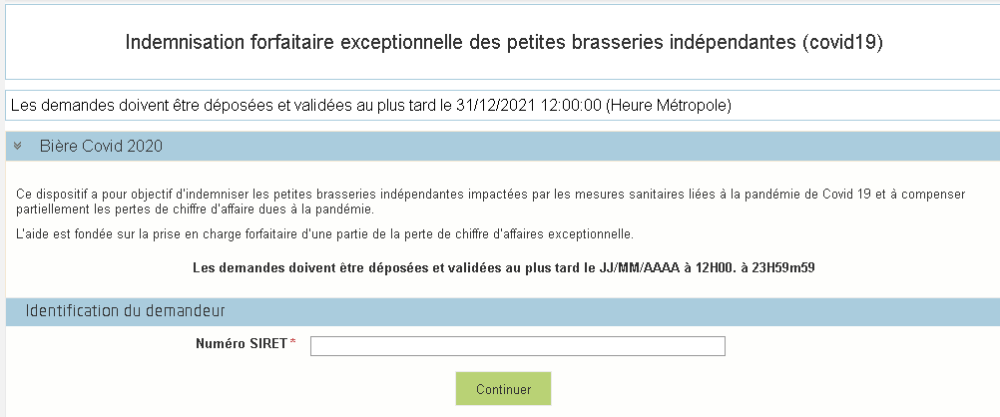 Indemnisation forfaitaire exceptionnelle des petites brasseries indépendantes (covid19)
Les demandes doivent être déposées et validées au plus tard le 31/12/2021 12:00:00 (Heure Métropole)
Bière Covid 2020
Ce dispositif a pour objectif d'indemniser les petites brasseries indépendantes impactées par les mesures sanitaires liées à la pandémie de Covid 19 et à compenser
partiellement les pertes de chiffre d'affaire dues à la pandémie.
L'aide est fondée sur la prise en charge forfaitaire d'une partie de la perte de chiffre d'affaires exceptionnelle.
Les demandes doivent être déposées et validées au plus tard le JJ/MM/AAAA à 12H00. à 23H59m59
Identification du demandeur
Numéro SIRET*
Continuer